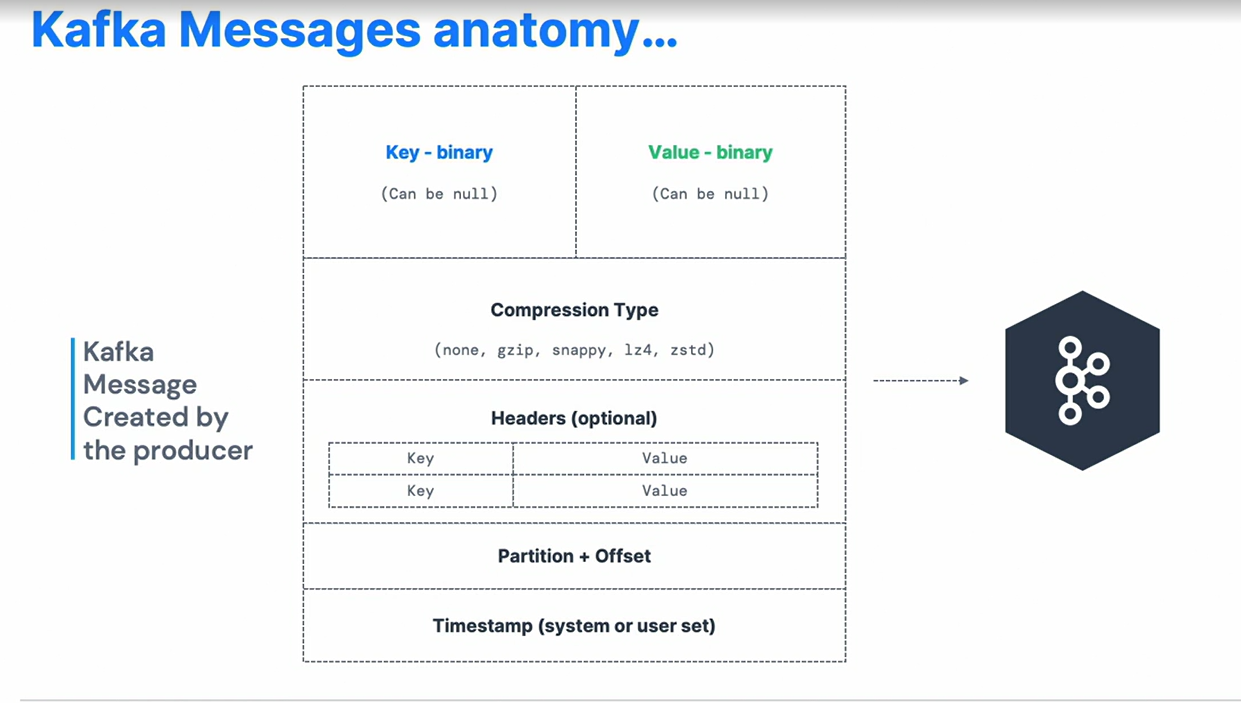 Kafka Messages anatomy...
Key - binary
(Can be null)
Value - binary
(Can be null)
Compression Type
(none, gzip, snappy, lz4, zstd)
Kafka
Message
Created by
the producer
Headers (optional)
Key
Value
Key
Value
Partition + Offset
Timestamp (system or user set)